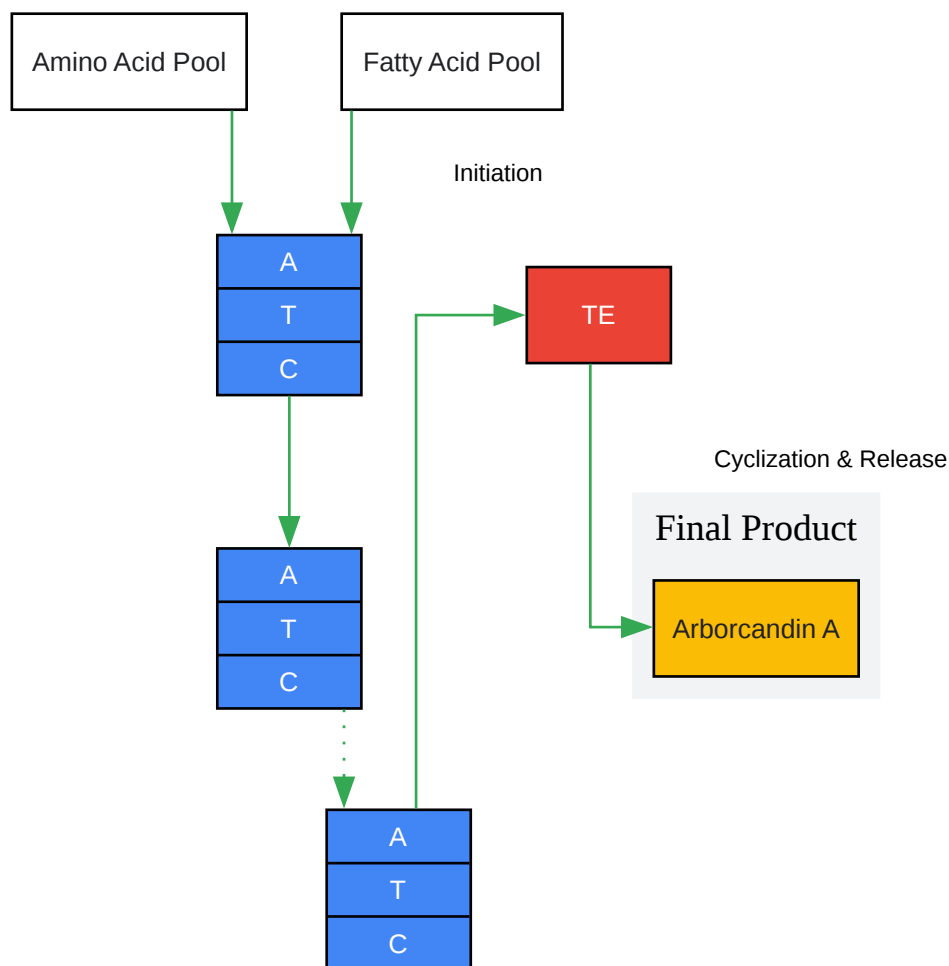 Amino Acid Pool
Fatty Acid Pool
Initiation
A
T
C
TE
Cyclization & Release
Final Product
Arborcandin A
A
T
C
A
T
C